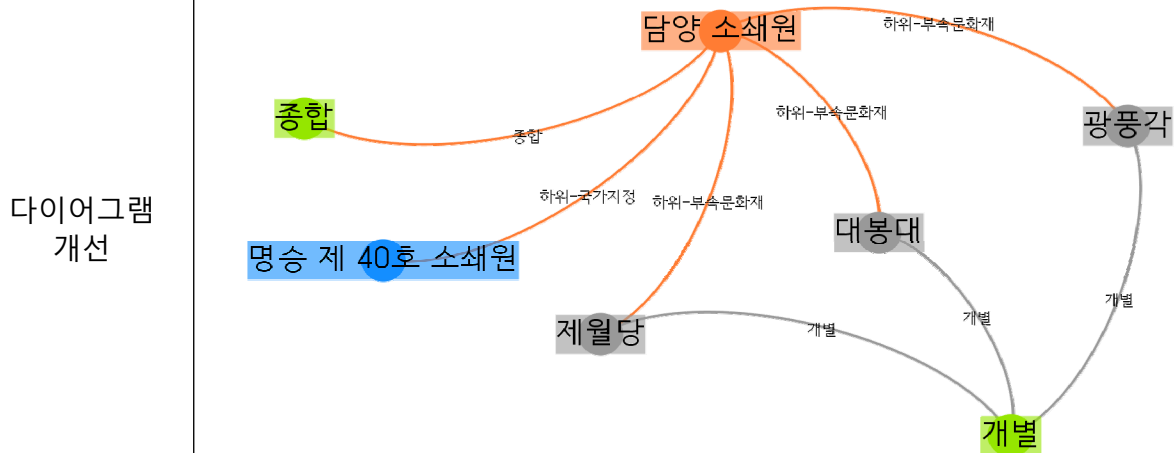 다이어그램
개선
담양 소쇄원
하위-부속문화재
종합
광풍각
하위-부속문화재
종합
하위-국가지정
하위-부속문화재
대봉대
명승 제 40호 소쇄원
제월당
개별
개별
개별
개별